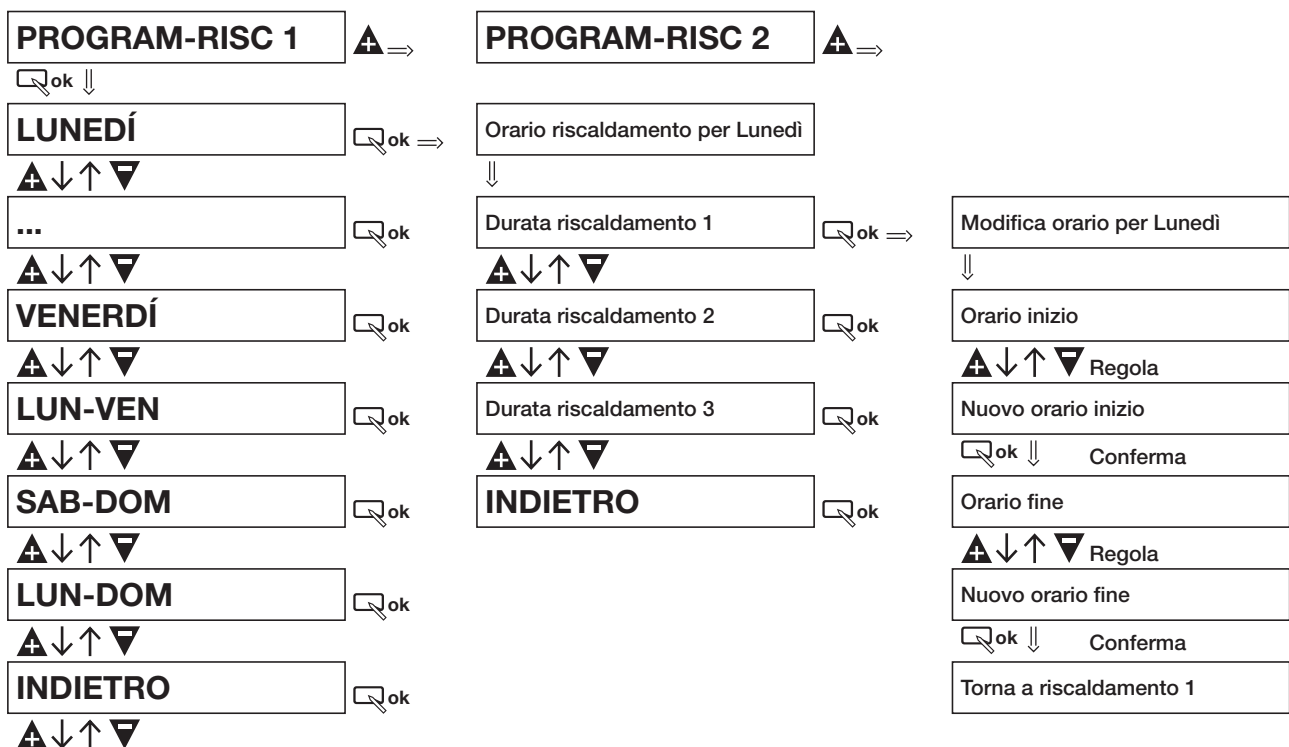 PROGRAM-RISC 1
PROGRAM-RISC 2
ok
LUNEDÍ
ok
Orario riscaldamento per Lunedì
...
ok
Durata riscaldamento 1
ok
Modifica orario per Lunedì
VENERDÍ
ok
Durata riscaldamento 2
ok
Orario inizio
Regola
LUN-VEN
ok
Durata riscaldamento 3
ok
Nuovo orario inizio
ok
Conferma
SAB-DOM
ok
INDIETRO
ok
Orario fine
Regola
LUN-DOM
ok
Nuovo orario fine
ok
Conferma
INDIETRO
ok
Torna a riscaldamento 1